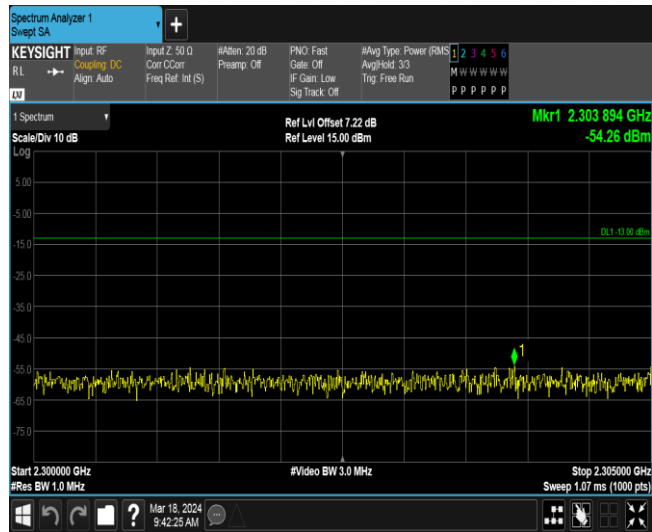 Spectrum Analyzer 1
Swept SA
+
KEYSIGHT Input: RF Input Z: 50 Ω #Atten: 20 dB PNO: Fast #Avg Type: Power (RMS 1 2 3 4 5 6
RL Coupling: DC Corr CCorr Preamp: Off Gate: Off Avg|Hold: 3/3 M W W W W W
Align: Auto Freq Ref: Int (S) IF Gain: Low Trig: Free Run
LXI Sig Track: Off P P P P P P
1 Spectrum Ref Lvl Offset 7.22 dB Mkr1 2.303 894 GHz
Scale/Div 10 dB Ref Level 15.00 dBm -54.26 dBm
Log
5.00
-5.00
DL1 -13.00 dBm
-15.0
-25.0
-35.0
-45.0
1
-55.0
-65.0
-75.0
Start 2.300000 GHz #Video BW 3.0 MHz Stop 2.305000 GHz
#Res BW 1.0 MHz Sweep 1.07 ms (1000 pts)
? Mar 18, 2024
9:42:25 AM